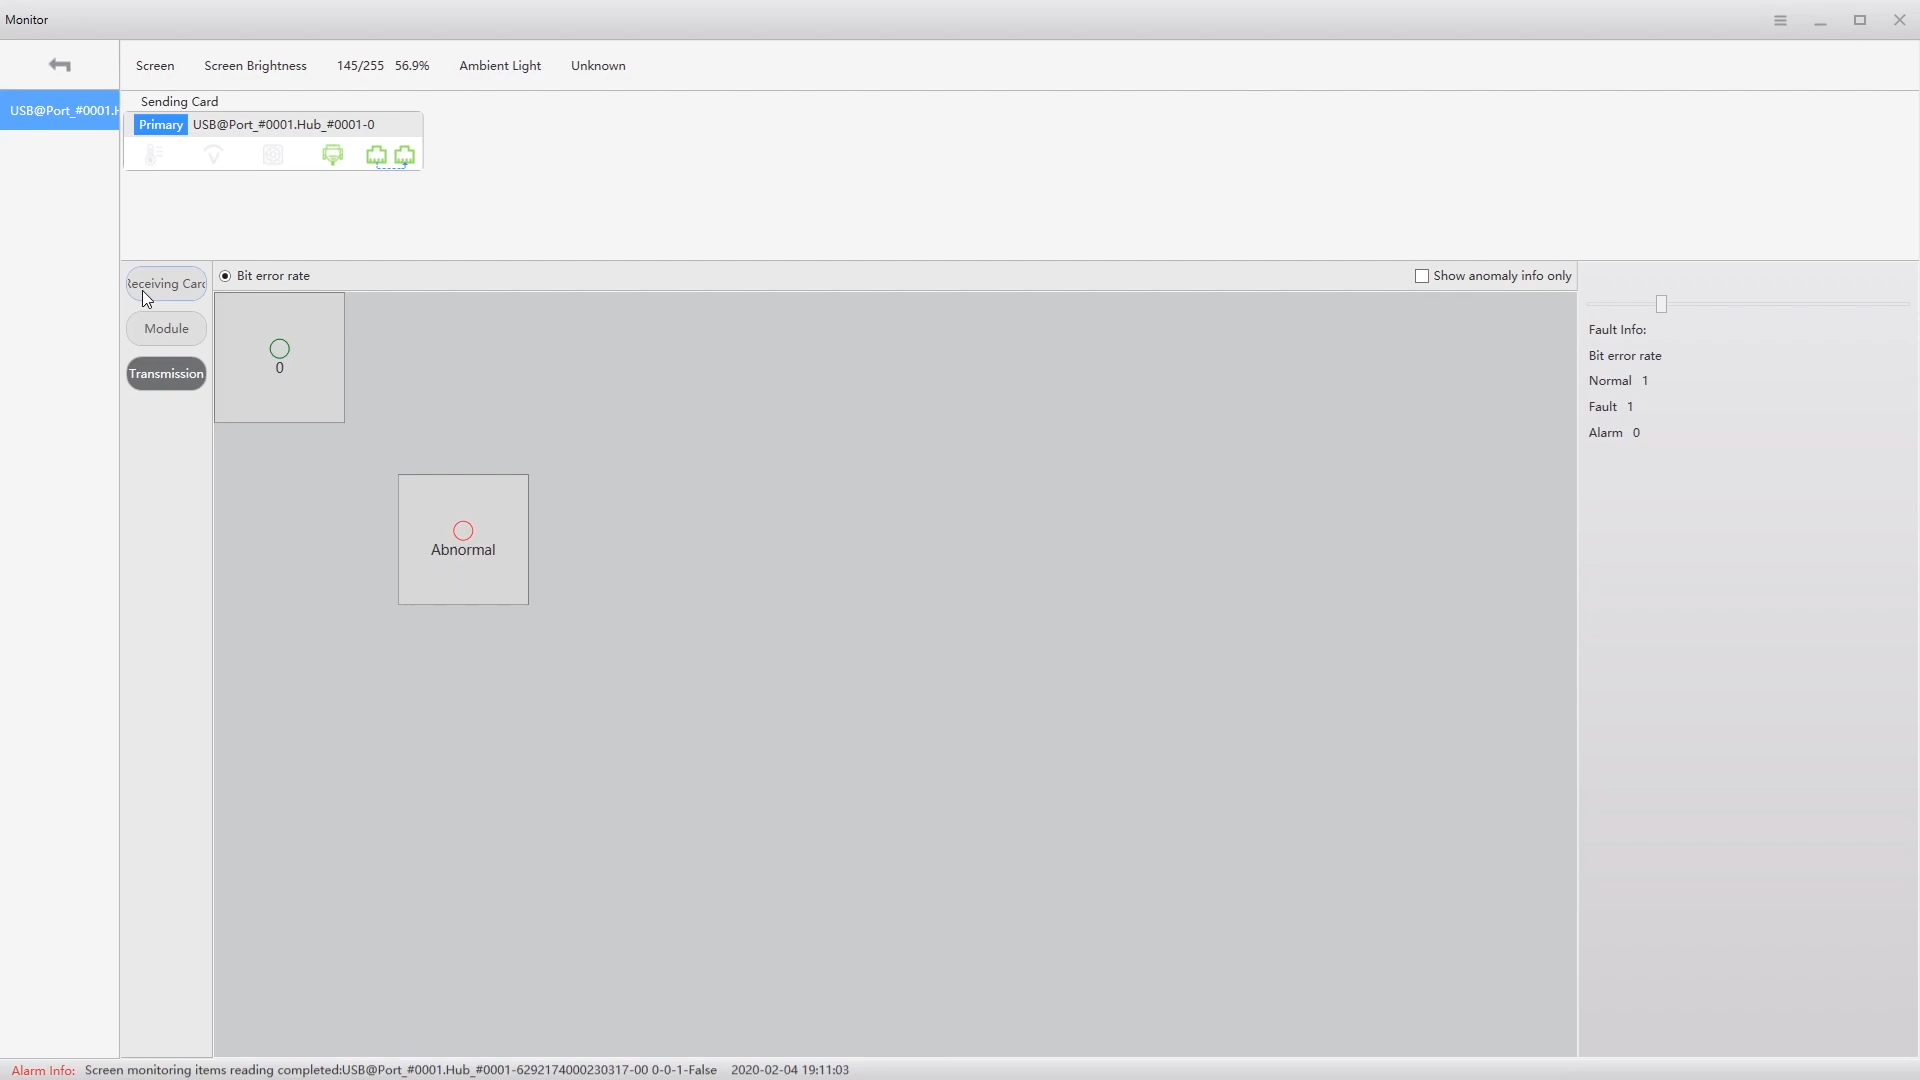 Monitor
Screen Screen Brightness 145/255 56.9% Ambient Light Unknown
USB@Port_#0001.H
Sending Card
Primary USB@Port_#0001.Hub_#0001-0
Receiving Card
Bit error rate
Show anomaly info only
Module
Transmission
0
Abnormal
Fault Info:
Bit error rate
Normal 1
Fault 1
Alarm 0
Alarm Info: Screen monitoring items reading completed:USB@Port_#0001.Hub_#0001-6292174000230317-00 0-0-1-False 2020-02-04 19:11:03